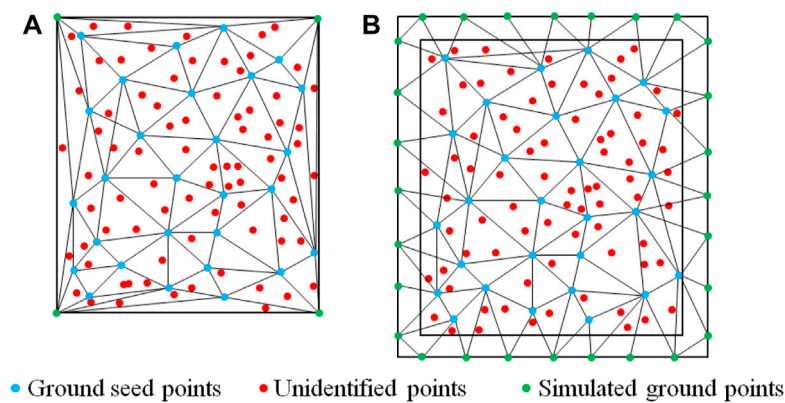 A
B
Ground seed points
Unidentified points
Simulated ground points